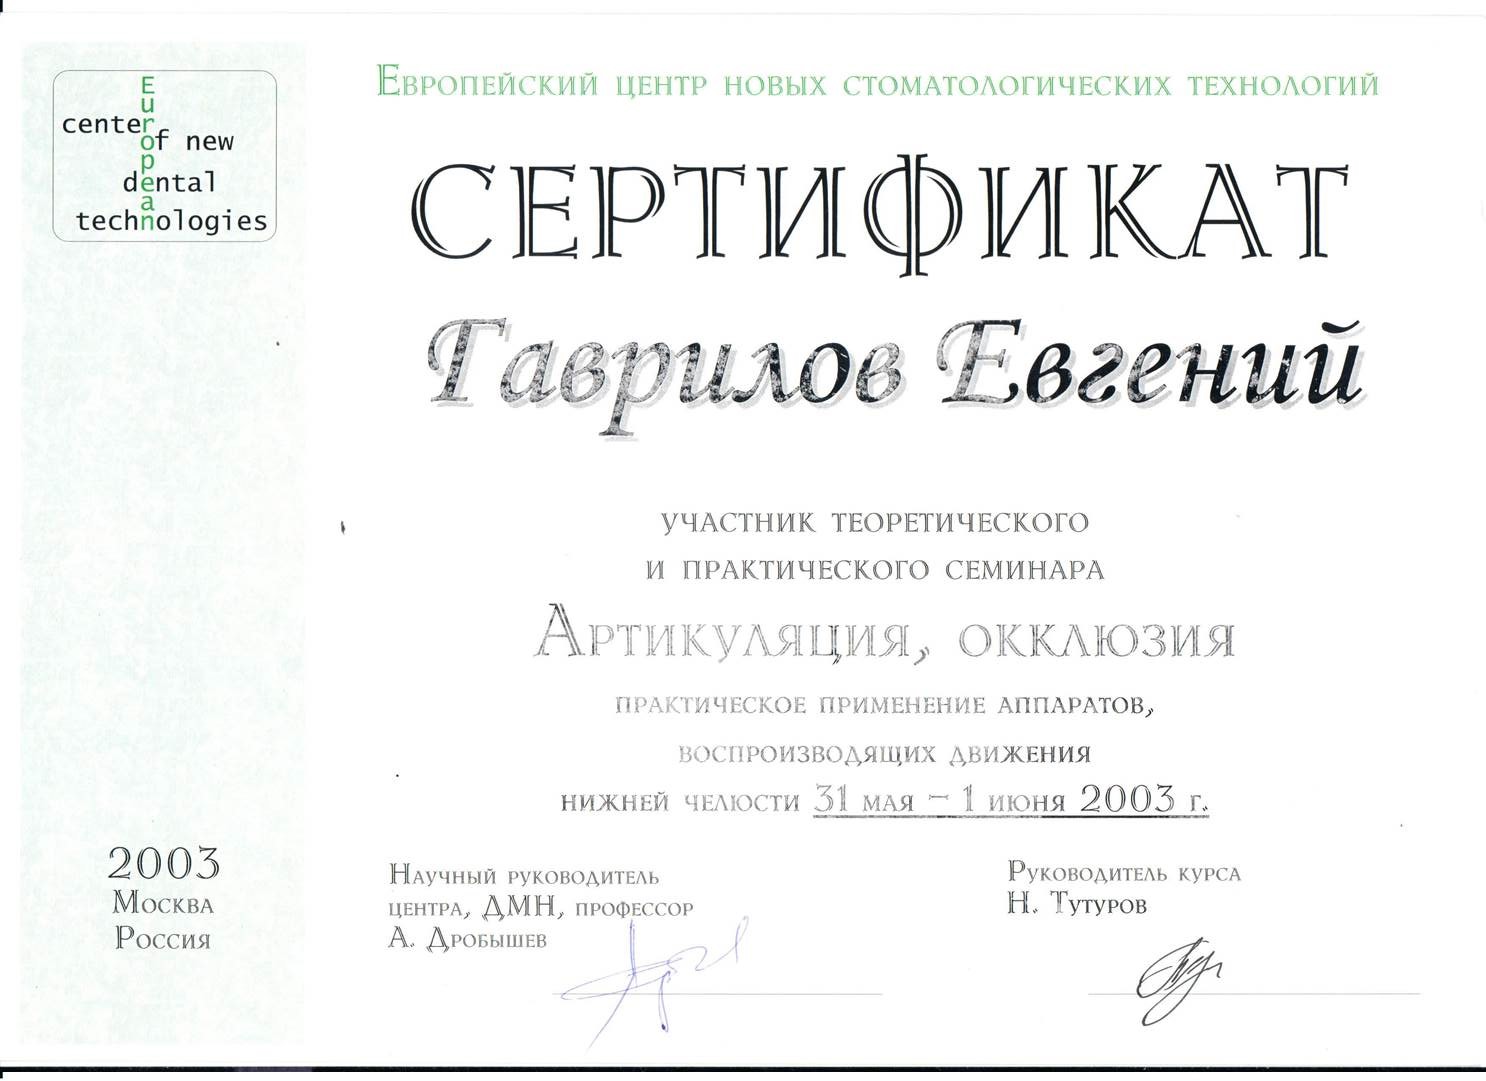 European
center of new
dental
technologies
Европейский центр новых стоматологических технологий
СЕРТИФИКАТ
Гаврилов Евгений
участник теоретического
и практического семинара
Артикуляция, окклюзия
практическое применение аппаратов,
воспроизводящих движения
нижней челюсти 31 мая - 1 июня 2003 г.
2003
Москва
Россия
Научный руководитель
центра, ДМН, профессор
А. Дробышев
Руководитель курса
Н. Тутуров